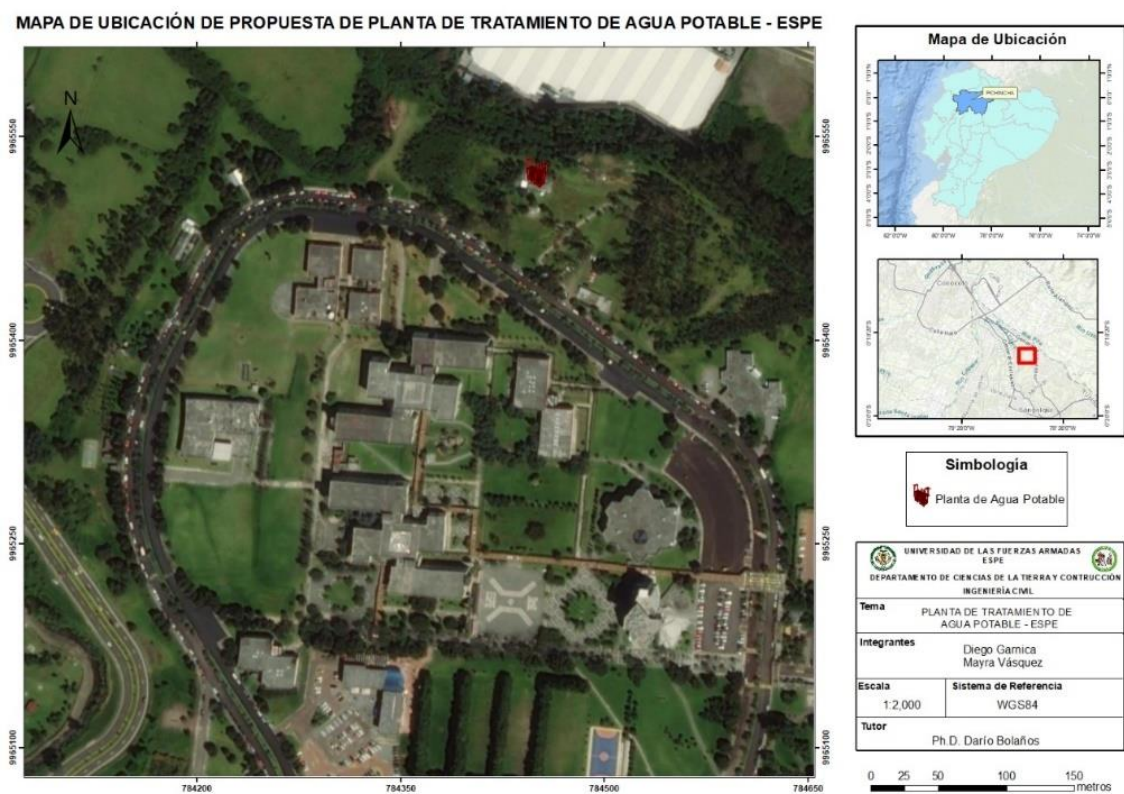 MAPA DE UBICACIÓN DE PROPUESTA DE PLANTA DE TRATAMIENTO DE AGUA POTABLE - ESPE
N
9965550
9965400
9965250
9965100
784200
784350
784500
784650
9965550
9965400
9965250
9965100
Mapa de Ubicación
PICHINCHA
Simbología
Planta de Agua Potable
UNIVERSIDAD DE LAS FUERZAS ARMADAS
ESPE
DEPARTAMENTO DE CIENCIAS DE LA TIERRA Y CONTRUCCIÓN
INGENIERÍA CIVIL
Tema
PLANTA DE TRATAMIENTO DE
AGUA POTABLE - ESPE
Integrantes
Diego Garnica
Mayra Vásquez
Escala
1:2,000
Sistema de Referencia
WGS84
Tutor
Ph.D. Darío Bolaños
0 25 50 100 150
metros